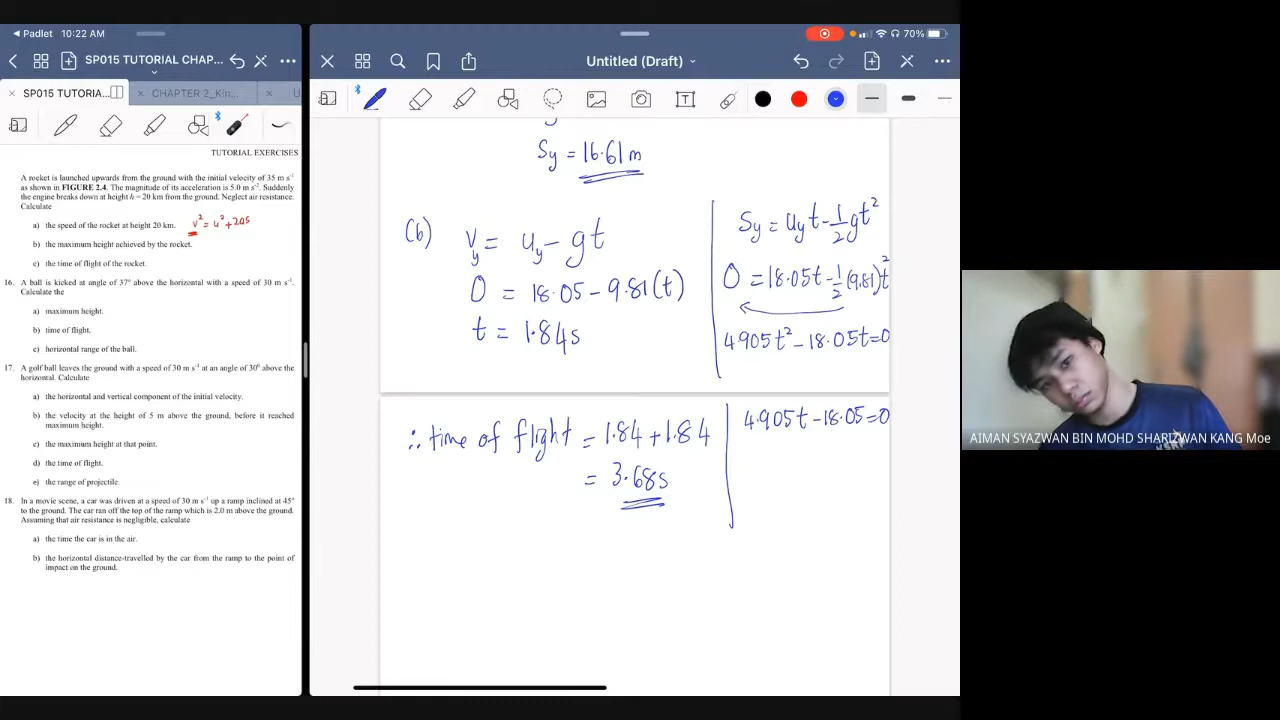 Padlet 10:22 AM
70%
SP015 TUTORIAL CHAP...
Untitled (Draft)
SP015 TUTORIA...
CHAPTER 2_Kin...
TUTORIAL EXERCISES
A rocket is launched upwards from the ground with the initial velocity of 35 m s⁻¹
as shown in FIGURE 2.4. The magnitude of its acceleration is 5.0 m s⁻². Suddenly
the engine breaks down at height h = 20 km from the ground. Neglect air resistance.
Calculate
a) the speed of the rocket at height 20 km. v² = u² + 2as
b) the maximum height achieved by the rocket.
c) the time of flight of the rocket.
16. A ball is kicked at angle of 37° above the horizontal with a speed of 30 m s⁻¹.
Calculate the
a) maximum height.
b) time of flight.
c) horizontal range of the ball.
17. A golf ball leaves the ground with a speed of 30 m s⁻¹ at an angle of 30⁰ above the
horizontal. Calculate
a) the horizontal and vertical component of the initial velocity.
b) the velocity at the height of 5 m above the ground, before it reached
maximum height.
c) the maximum height at that point.
d) the time of flight.
e) the range of projectile.
18. In a movie scene, a car was driven at a speed of 30 m s⁻¹ up a ramp inclined at 45°
to the ground. The car ran off the top of the ramp which is 2.0 m above the ground.
Assuming that air resistance is negligible, calculate
a) the time the car is in the air.
b) the horizontal distance-travelled by the car from the ramp to the point of
impact on the ground.
Sy = 16.61 m
(b) Vy = Uy - gt
0 = 18.05 - 9.81(t)
t = 1.84s
∴ time of flight = 1.84 + 1.84
= 3.68s
Sy = Uyt - 1/2 gt²
0 = 18.05t - 1/2 (9.81)t²
4.905t² - 18.05t = 0
4.905t - 18.05 = 0
AIMAN SYAZWAN BIN MOHD SHARIZWAN KANG Moe